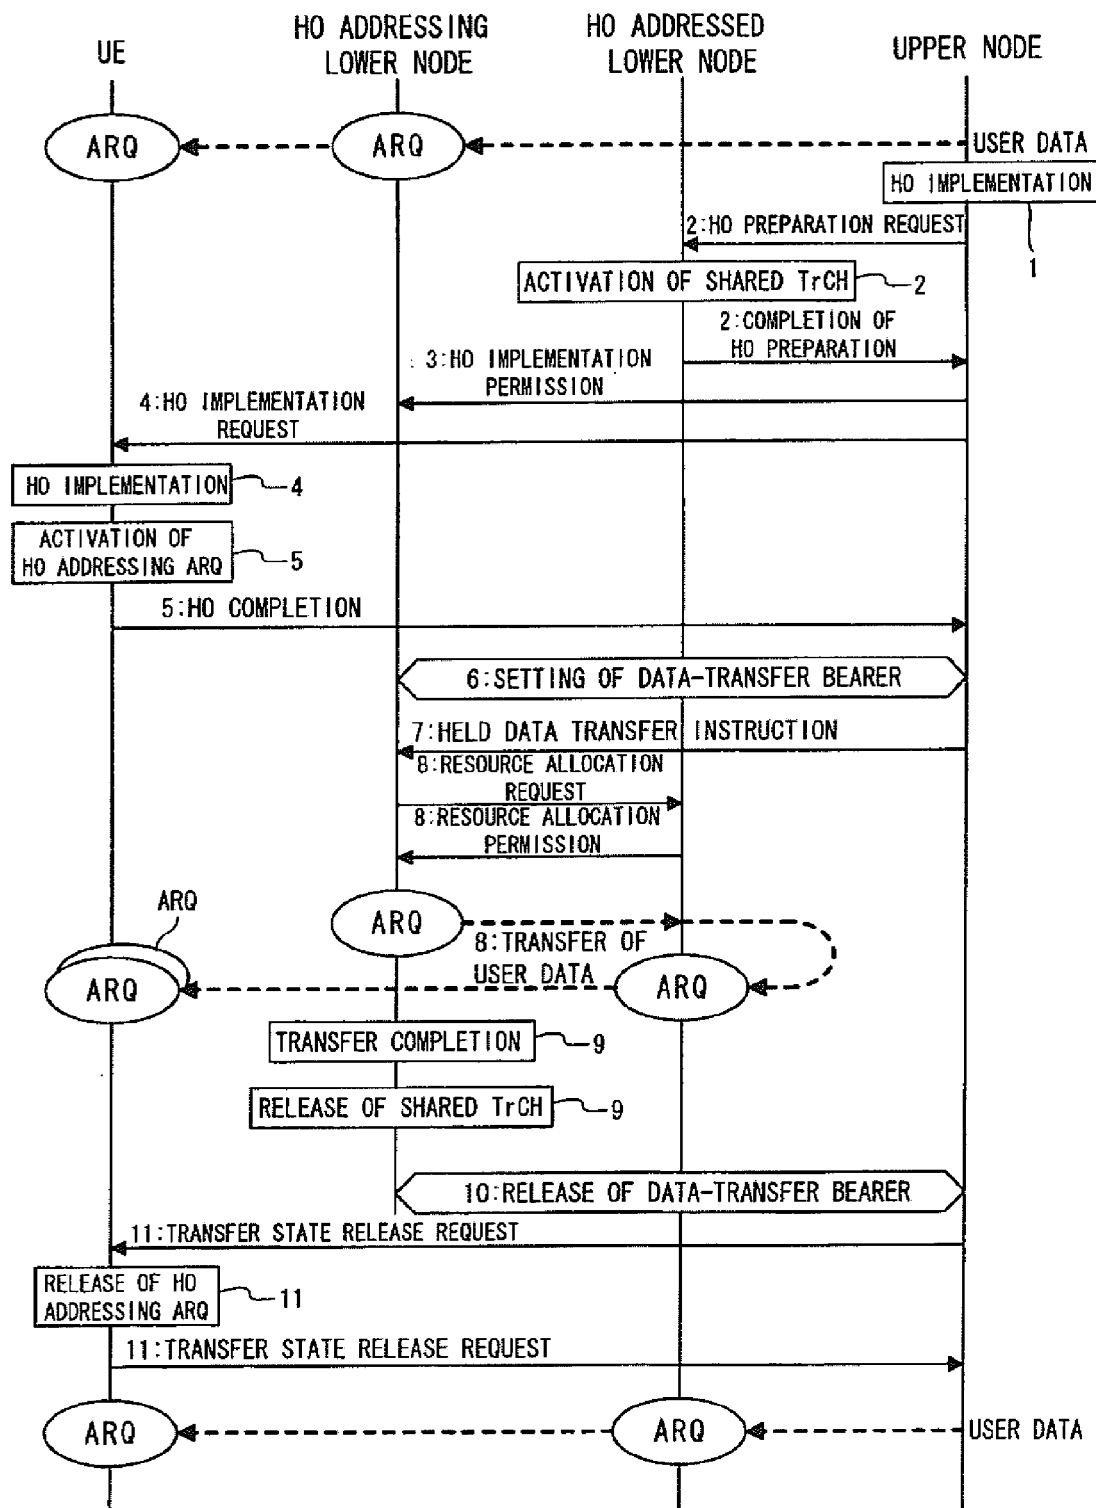 UE
HO ADDRESSING
LOWER NODE
HO ADDRESSED
LOWER NODE
UPPER NODE
ARQ
ARQ
USER DATA
HO IMPLEMENTATION
1
2:HO PREPARATION REQUEST
ACTIVATION OF SHARED TrCH
2
2:COMPLETION OF
HO PREPARATION
3:HO IMPLEMENTATION
PERMISSION
4:HO IMPLEMENTATION
REQUEST
HO IMPLEMENTATION
4
ACTIVATION OF
HO ADDRESSING ARQ
5
5:HO COMPLETION
6:SETTING OF DATA-TRANSFER BEARER
7:HELD DATA TRANSFER INSTRUCTION
8:RESOURCE ALLOCATION
REQUEST
8:RESOURCE ALLOCATION
PERMISSION
ARQ
ARQ
8:TRANSFER OF
USER DATA
ARQ
ARQ
TRANSFER COMPLETION
9
RELEASE OF SHARED TrCH
9
10:RELEASE OF DATA-TRANSFER BEARER
11:TRANSFER STATE RELEASE REQUEST
RELEASE OF HO
ADDRESSING ARQ
11
11:TRANSFER STATE RELEASE REQUEST
ARQ
ARQ
USER DATA